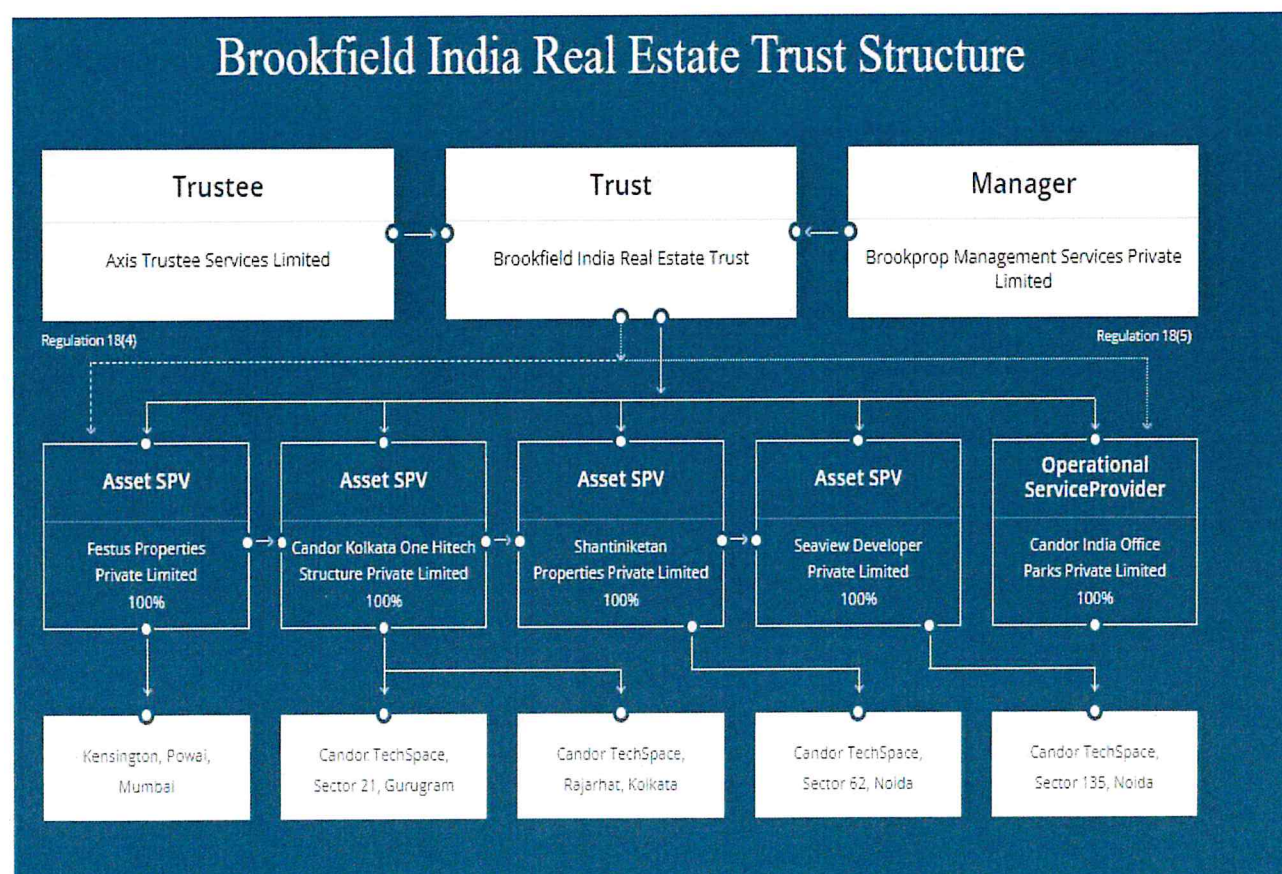 Brookfield India Real Estate Trust Structure
Trustee
Axis Trustee Services Limited
Trust
Brookfield India Real Estate Trust
Manager
Brookprop Management Services Private
Limited
Regulation 18(4)
Regulation 18(5)
Asset SPV
Festus Properties
Private Limited
100%
Asset SPV
Candor Kolkata One Hitech
Structure Private Limited
100%
Asset SPV
Shantiniketan
Properties Private Limited
100%
Asset SPV
Seaview Developer
Private Limited
100%
Operational
ServiceProvider
Candor India Office
Parks Private Limited
100%
Kensington, Powai,
Mumbai
Candor TechSpace,
Sector 21, Gurugram
Candor TechSpace,
Rajarhat, Kolkata
Candor TechSpace,
Sector 62, Noida
Candor TechSpace,
Sector 135, Noida